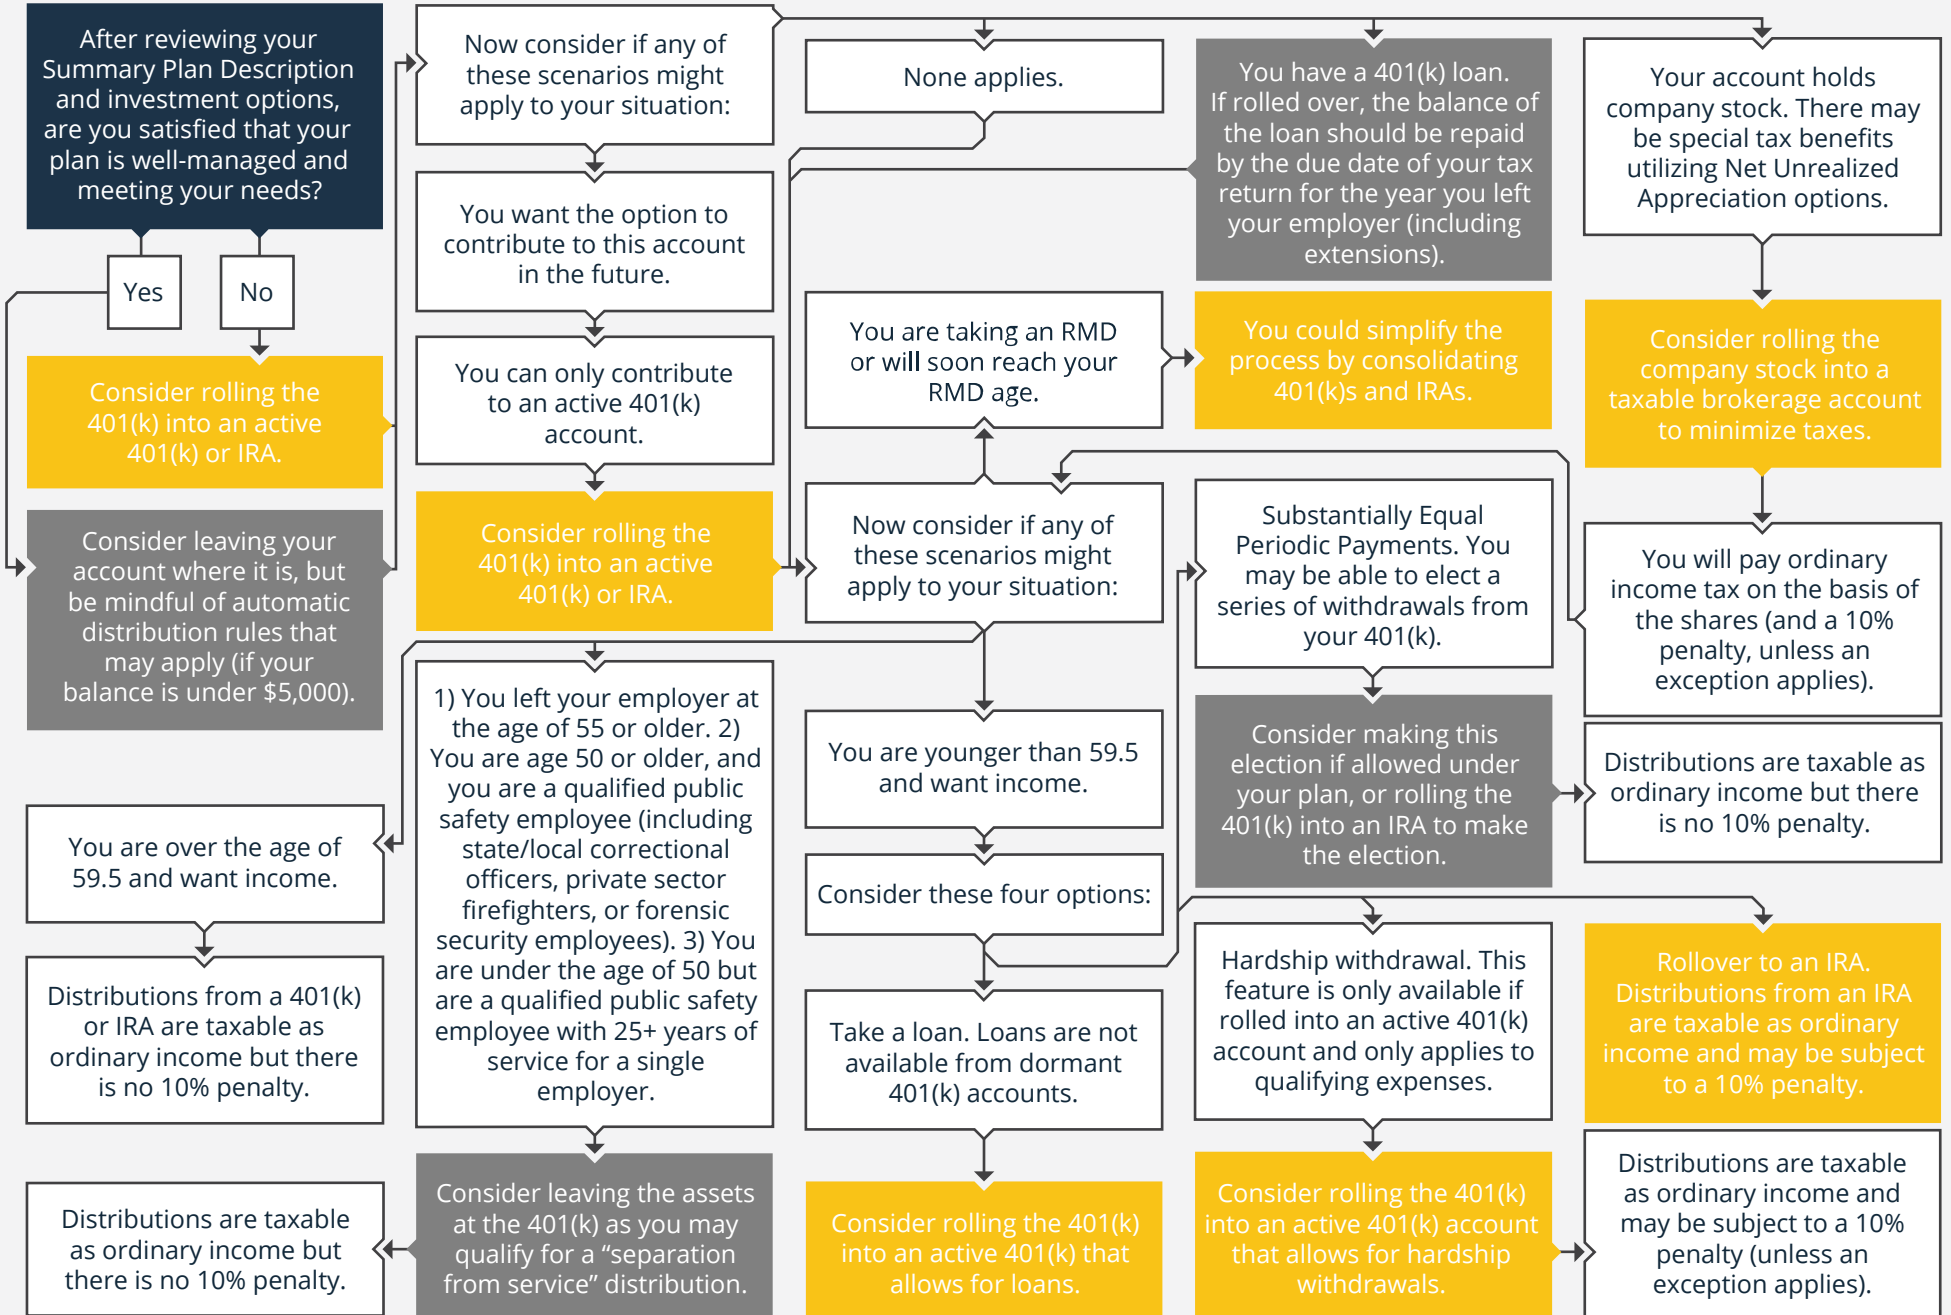 After reviewing your
Summary Plan Description
and investment options,
are you satisfied that your
plan is well-managed and
meeting your needs?
Yes
No
Consider rolling the
401(k) into an active
401(k) or IRA.
Consider leaving your
account where it is, but
be mindful of automatic
distribution rules that
may apply (if your
balance is under $5,000).
Now consider if any of
these scenarios might
apply to your situation:
You want the option to
contribute to this account
in the future.
You can only contribute
to an active 401(k)
account.
Consider rolling the
401(k) into an active
401(k) or IRA.
None applies.
You have a 401(k) loan.
If rolled over, the balance of
the loan should be repaid
by the due date of your tax
return for the year you left
your employer (including
extensions).
Your account holds
company stock. There may
be special tax benefits
utilizing Net Unrealized
Appreciation options.
Consider rolling the
company stock into a
taxable brokerage account
to minimize taxes.
You will pay ordinary
income tax on the basis of
the shares (and a 10%
penalty, unless an
exception applies).
Now consider if any of
these scenarios might
apply to your situation:
You are taking an RMD
or will soon reach your
RMD age.
You could simplify the
process by consolidating
401(k)s and IRAs.
You are over the age of
59.5 and want income.
Distributions from a 401(k)
or IRA are taxable as
ordinary income but there
is no 10% penalty.
1) You left your employer at
the age of 55 or older. 2)
You are age 50 or older, and
you are a qualified public
safety employee (including
state/local correctional
officers, private sector
firefighters, or forensic
security employees). 3) You
are under the age of 50 but
are a qualified public safety
employee with 25+ years of
service for a single
employer.
Consider leaving the assets
at the 401(k) as you may
qualify for a “separation
from service” distribution.
Distributions are taxable
as ordinary income but
there is no 10% penalty.
You are younger than 59.5
and want income.
Consider these four options:
Take a loan. Loans are not
available from dormant
401(k) accounts.
Consider rolling the 401(k)
into an active 401(k) that
allows for loans.
Substantially Equal
Periodic Payments. You
may be able to elect a
series of withdrawals from
your 401(k).
Consider making this
election if allowed under
your plan, or rolling the
401(k) into an IRA to make
the election.
Distributions are taxable as
ordinary income but there
is no 10% penalty.
Hardship withdrawal. This
feature is only available if
rolled into an active 401(k)
account and only applies to
qualifying expenses.
Consider rolling the 401(k)
into an active 401(k) account
that allows for hardship
withdrawals.
Distributions are taxable
as ordinary income and
may be subject to a 10%
penalty (unless an
exception applies).
Rollover to an IRA.
Distributions from an IRA
are taxable as ordinary
income and may be subject
to a 10% penalty.